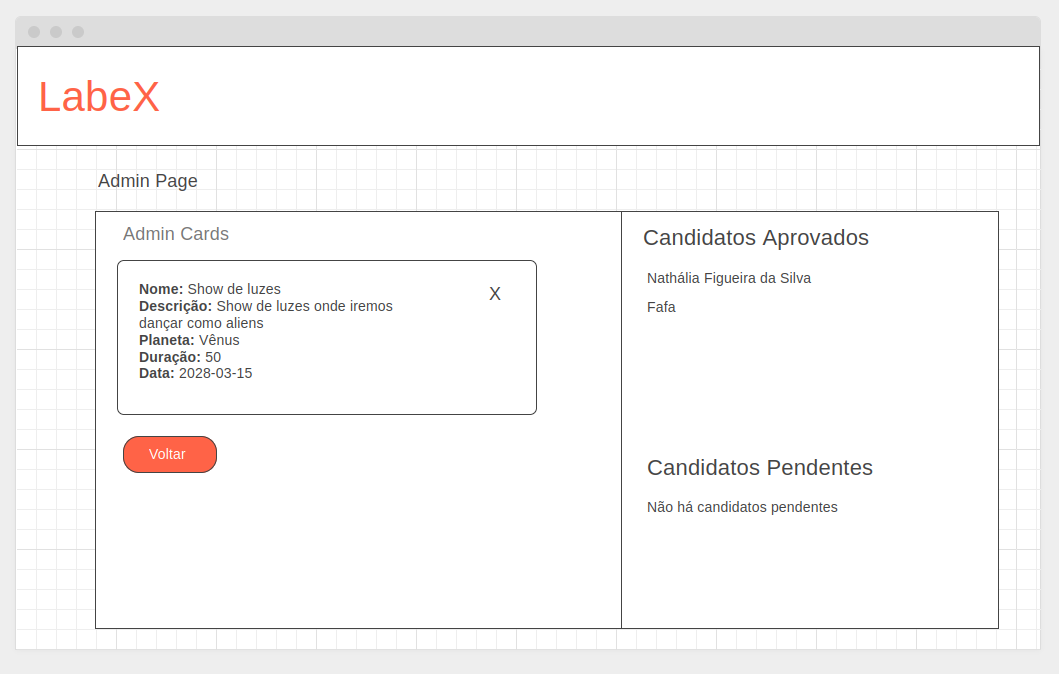 LabeX
Admin Page
Admin Cards
Nome: Show de luzes
X
Descrição: Show de luzes onde iremos
dançar como aliens
Planeta: Vênus
Duração: 50
Data: 2028-03-15
Voltar
Candidatos Aprovados
Nathália Figueira da Silva
Fafa
Candidatos Pendentes
Não há candidatos pendentes